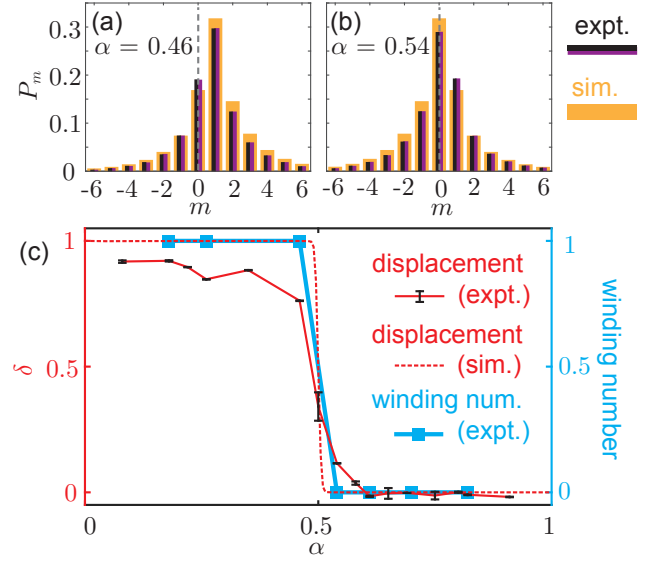 (a)
α = 0.46
P_m
0.3
0.2
0.1
0
-6 -4 -2 0 2 4 6
m
(b)
α = 0.54
-6 -4 -2 0 2 4 6
m
expt.
sim.
(c)
δ
1
0.5
0
displacement
(expt.)
displacement
(sim.)
winding num.
(expt.)
1
0.5
0
winding number
0 0.5 1
α